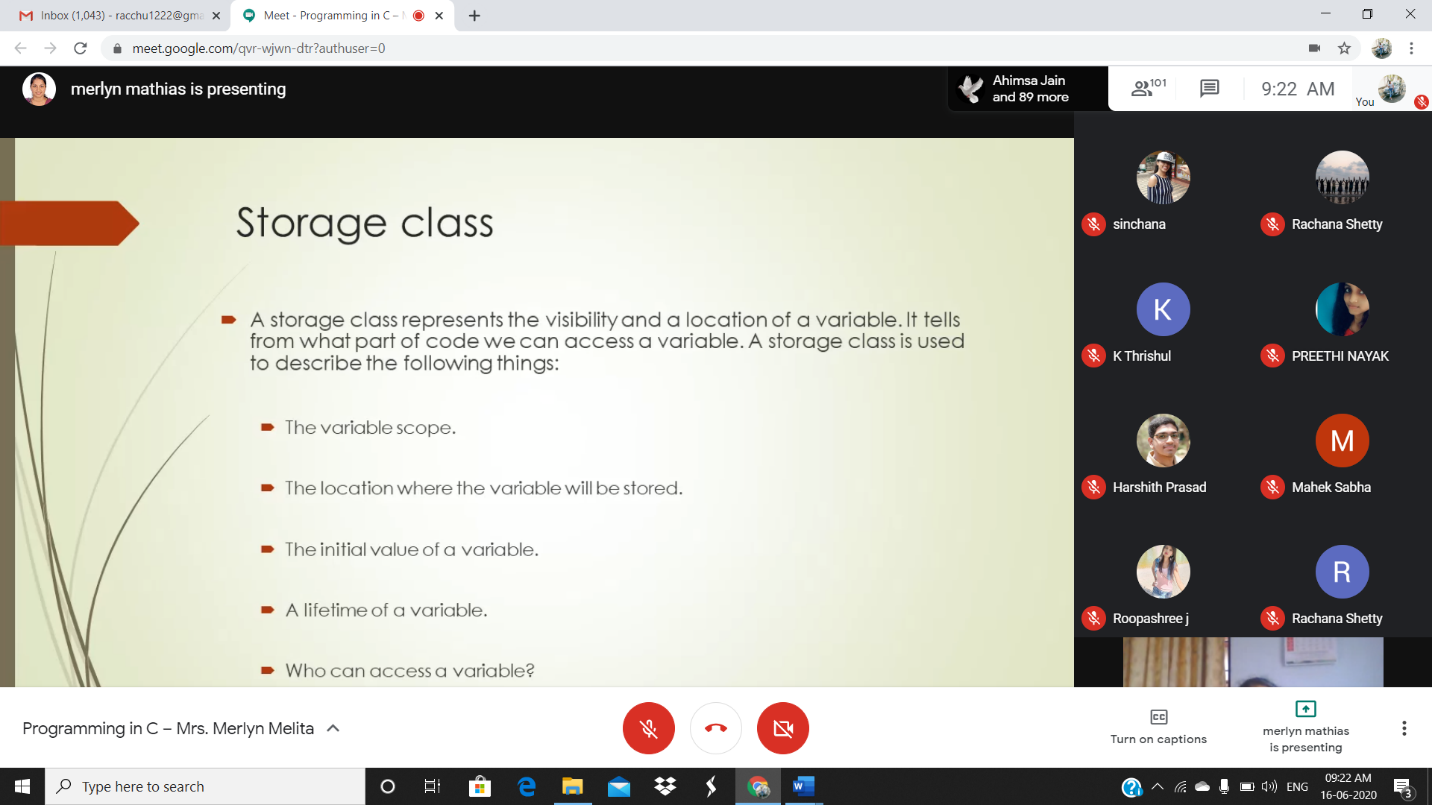 Inbox (1,043) - racchu1222@gma
Meet - Programming in C –
meet.google.com/qvr-wjwn-dtr?authuser=0
merlyn mathias is presenting
Ahimsa Jain
and 89 more
101
9:22 AM
You
Storage class
A storage class represents the visibility and a location of a variable. It tells
from what part of code we can access a variable. A storage class is used
to describe the following things:
The variable scope.
The location where the variable will be stored.
The initial value of a variable.
A lifetime of a variable.
Who can access a variable?
sinchana
Rachana Shetty
K
K Thrishul
PREETHI NAYAK
Harshith Prasad
M
Mahek Sabha
Roopashree j
R
Rachana Shetty
Programming in C – Mrs. Merlyn Melita
CC
Turn on captions
merlyn mathias
is presenting
Type here to search
ENG
09:22 AM
16-06-2020
3